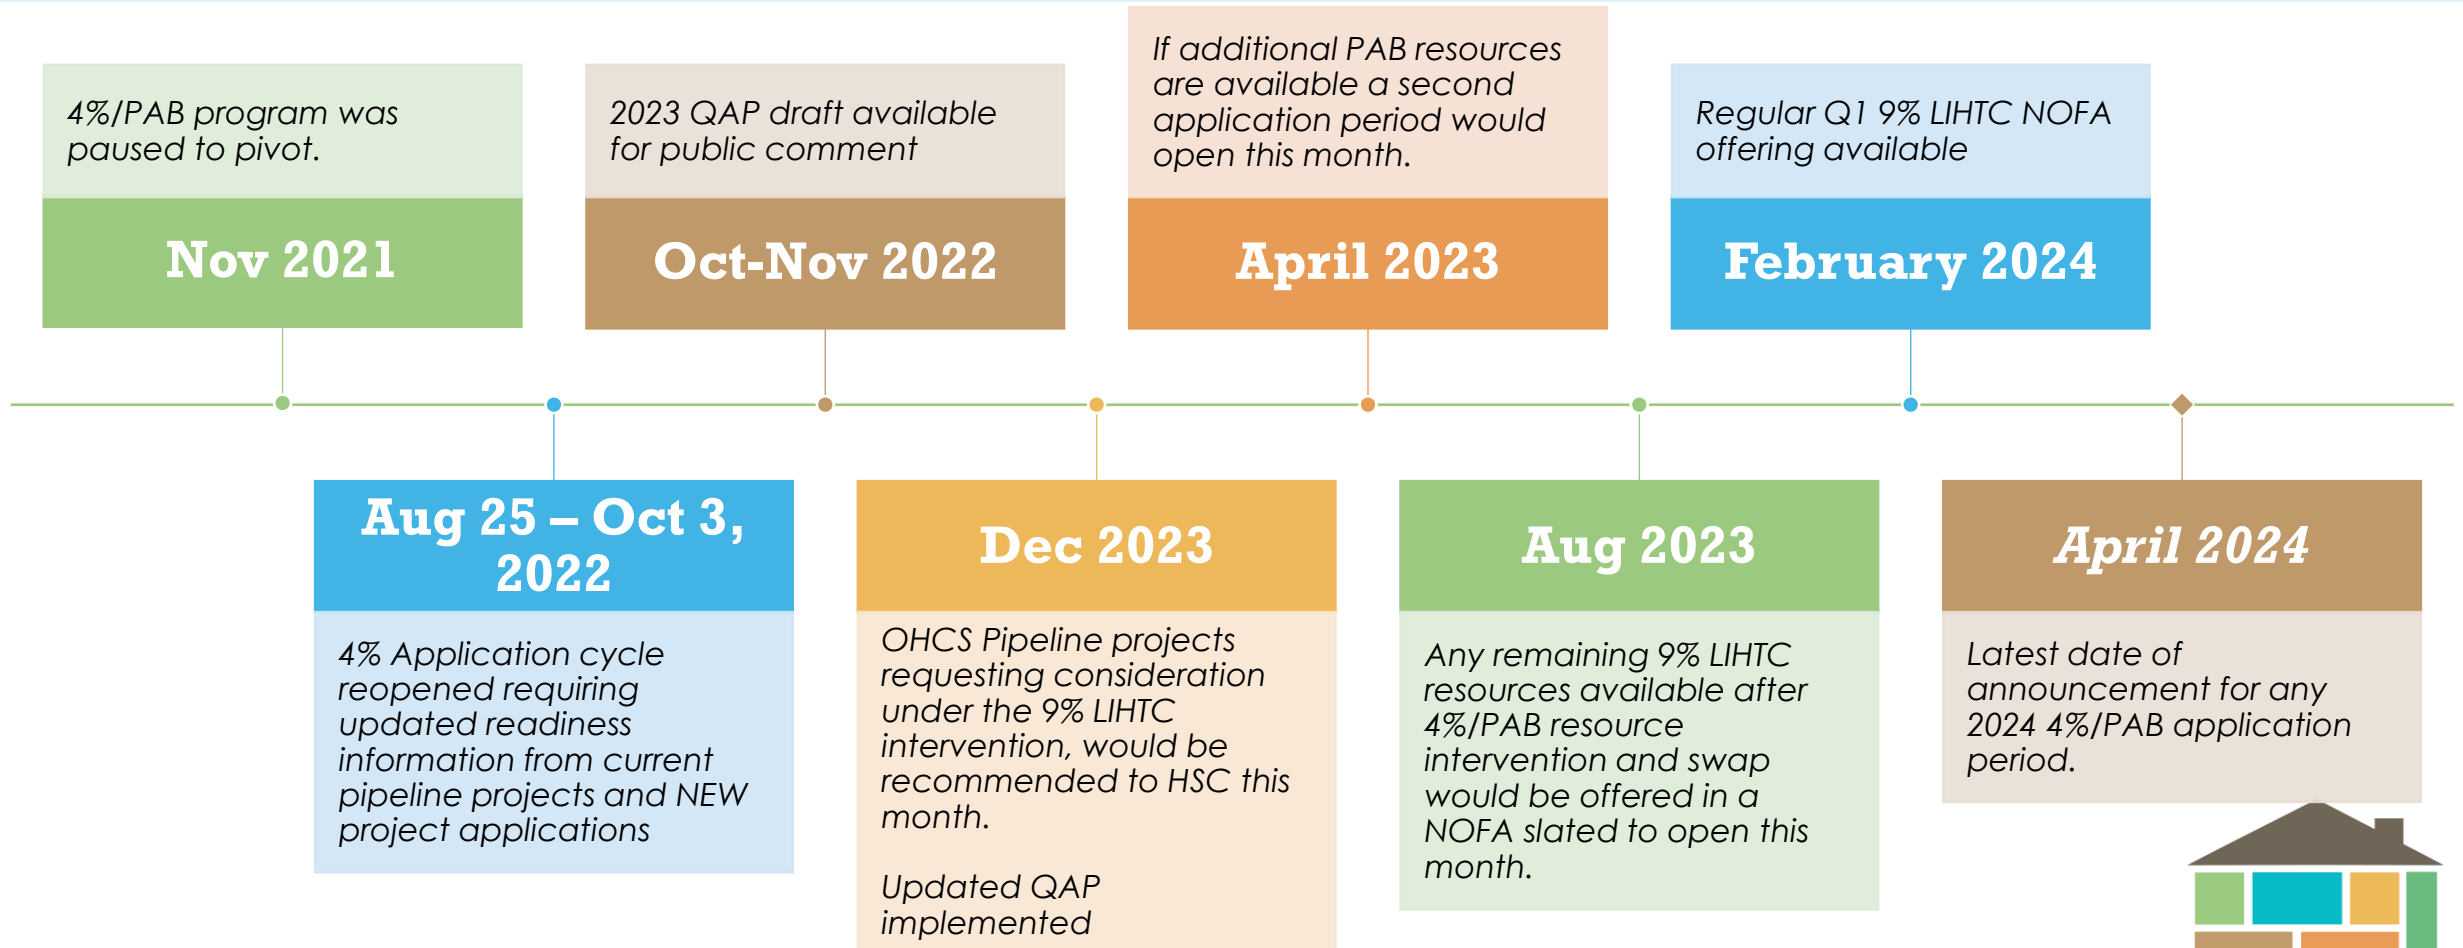 4%/PAB program was
paused to pivot.
Nov 2021
Aug 25 – Oct 3,
2022
4% Application cycle
reopened requiring
updated readiness
information from current
pipeline projects and NEW
project applications
2023 QAP draft available
for public comment
Oct-Nov 2022
Dec 2023
OHCS Pipeline projects
requesting consideration
under the 9% LIHTC
intervention, would be
recommended to HSC this
month.
Updated QAP
implemented
If additional PAB resources
are available a second
application period would
open this month.
April 2023
Aug 2023
Any remaining 9% LIHTC
resources available after
4%/PAB resource
intervention and swap
would be offered in a
NOFA slated to open this
month.
Regular Q1 9% LIHTC NOFA
offering available
February 2024
April 2024
Latest date of
announcement for any
2024 4%/PAB application
period.